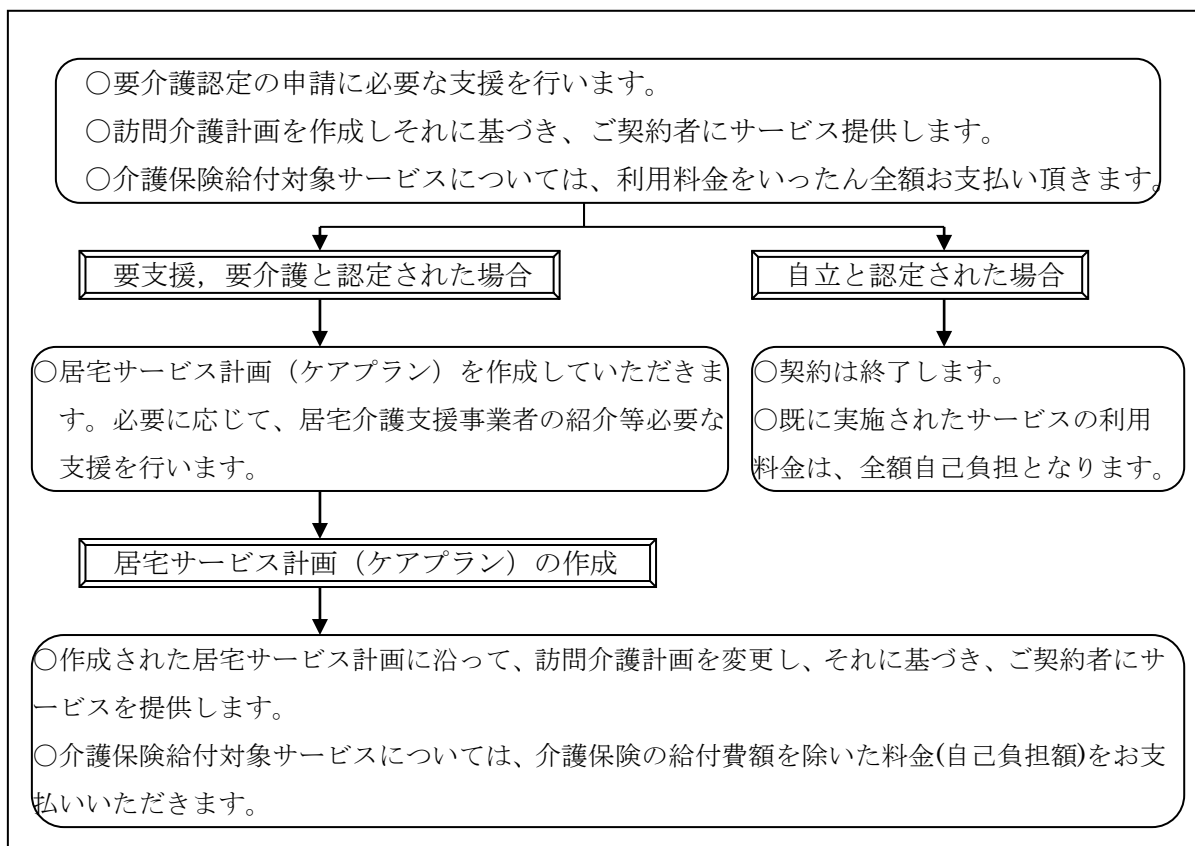 ○要介護認定の申請に必要な支援を行います。
○訪問介護計画を作成しそれに基づき、ご契約者にサービス提供します。
○介護保険給付対象サービスについては、利用料金をいったん全額お支払い頂きます。
要支援，要介護と認定された場合
自立と認定された場合
○居宅サービス計画（ケアプラン）を作成していただきま
す。必要に応じて、居宅介護支援事業者の紹介等必要な
支援を行います。
○契約は終了します。
○既に実施されたサービスの利用
料金は、全額自己負担となります。
居宅サービス計画（ケアプラン）の作成
○作成された居宅サービス計画に沿って、訪問介護計画を変更し、それに基づき、ご契約者にサ
ービスを提供します。
○介護保険給付対象サービスについては、介護保険の給付費額を除いた料金(自己負担額)をお支
払いいただきます。